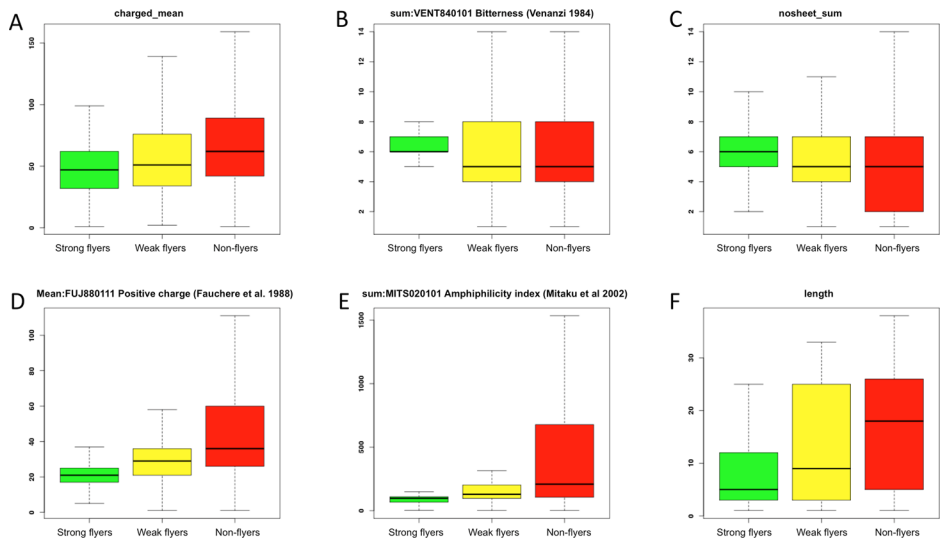 A
charged_mean
0
50
100
150
Strong flyers
Weak flyers
Non-flyers
B
sum:VENT840101 Bitterness (Venanzi 1984)
2
4
6
8
10
12
14
Strong flyers
Weak flyers
Non-flyers
C
nosheet_sum
2
4
6
8
10
12
14
Strong flyers
Weak flyers
Non-flyers
D
Mean:FUJ880111 Positive charge (Fauchere et al. 1988)
0
20
40
60
80
100
Strong flyers
Weak flyers
Non-flyers
E
sum:MITS020101 Amphiphilicity index (Mitaku et al 2002)
0
500
1000
1500
Strong flyers
Weak flyers
Non-flyers
F
length
0
10
20
30
Strong flyers
Weak flyers
Non-flyers